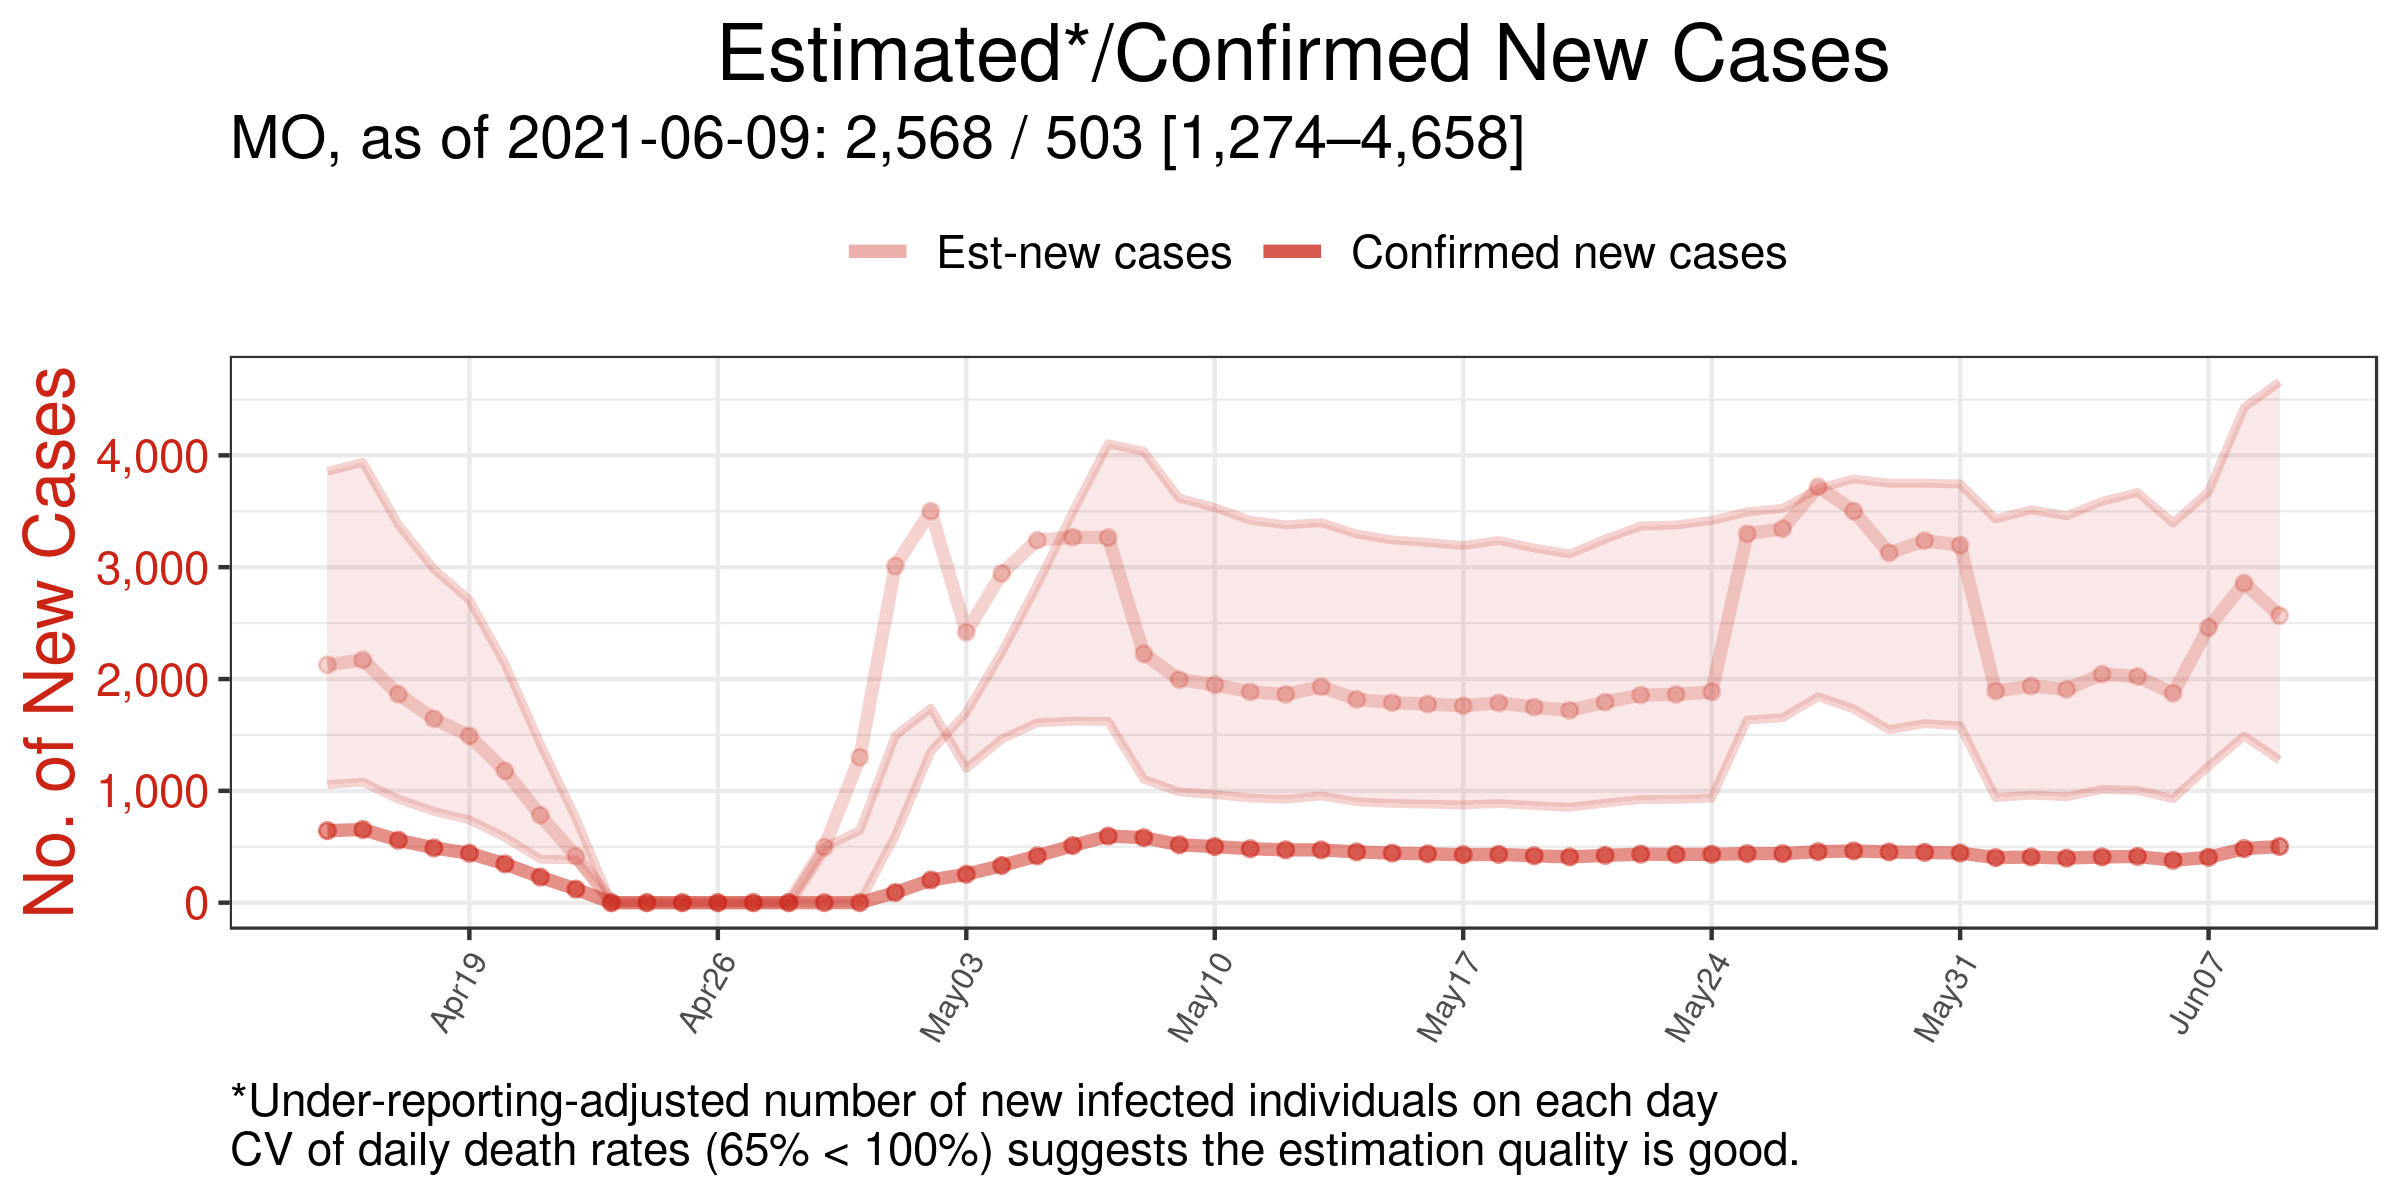 Estimated*/Confirmed New Cases
MO, as of 2021-06-09: 2,568 / 503 [1,274–4,658]
Est-new cases
Confirmed new cases
No. of New Cases
4,000
3,000
2,000
1,000
0
Apr19
Apr26
May03
May10
May17
May24
May31
Jun07
*Under-reporting-adjusted number of new infected individuals on each day
CV of daily death rates (65% < 100%) suggests the estimation quality is good.